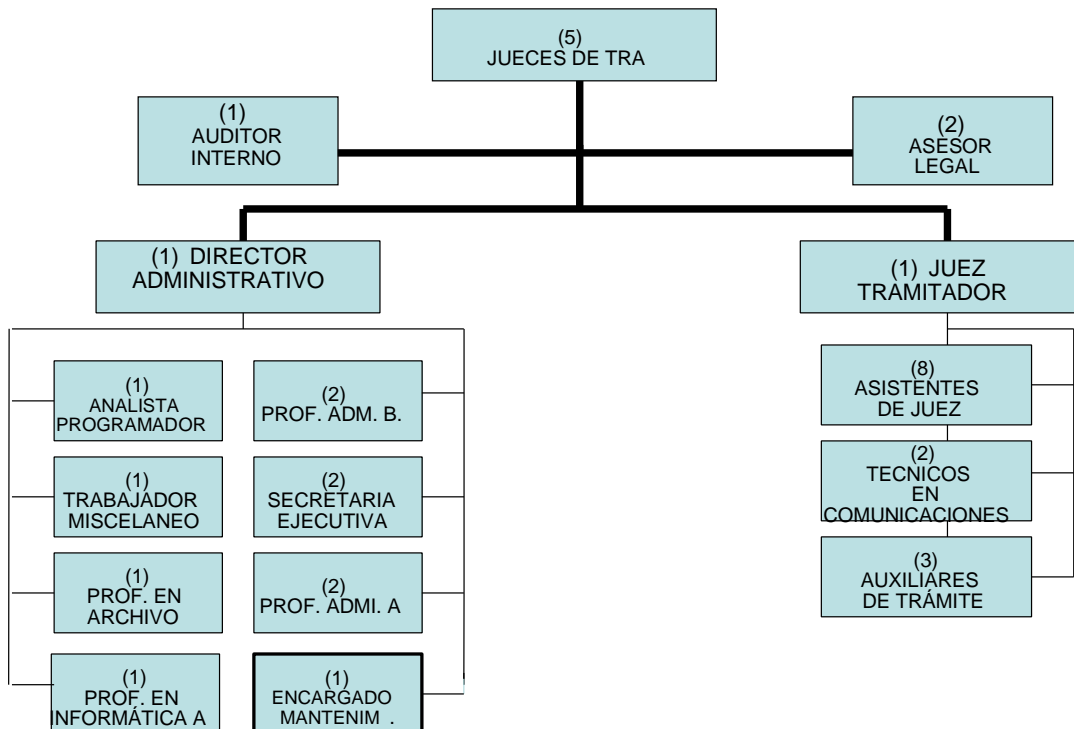 (5)
JUECES DE TRA
(1)
AUDITOR
INTERNO
(2)
ASESOR
LEGAL
(1) DIRECTOR
ADMINISTRATIVO
(1) JUEZ
TRAMITADOR
(1)
ANALISTA
PROGRAMADOR
(2)
PROF. ADM. B.
(8)
ASISTENTES
DE JUEZ
(1)
TRABAJADOR
MISCELANEO
(2)
SECRETARIA
EJECUTIVA
(2)
TECNICOS
EN
COMUNICACIONES
(1)
PROF. EN
ARCHIVO
(2)
PROF. ADMI. A
(3)
AUXILIARES
DE TRÁMITE
(1)
PROF. EN
INFORMÁTICA A
(1)
ENCARGADO
MANTENIM .